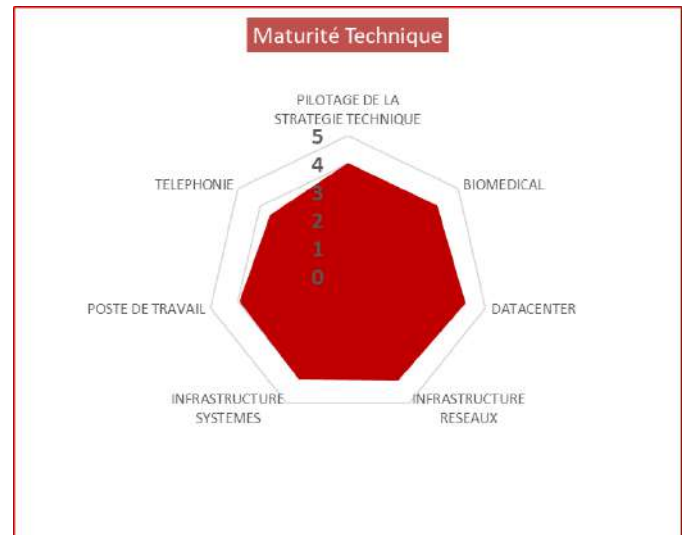 Maturité Technique
PILOTAGE DE LA
STRATEGIE TECHNIQUE
5
4
3
2
1
0
TELEPHONIE
BIOMEDICAL
POSTE DE TRAVAIL
DATACENTER
INFRASTRUCTURE
SYSTEMES
INFRASTRUCTURE
RESEAUX